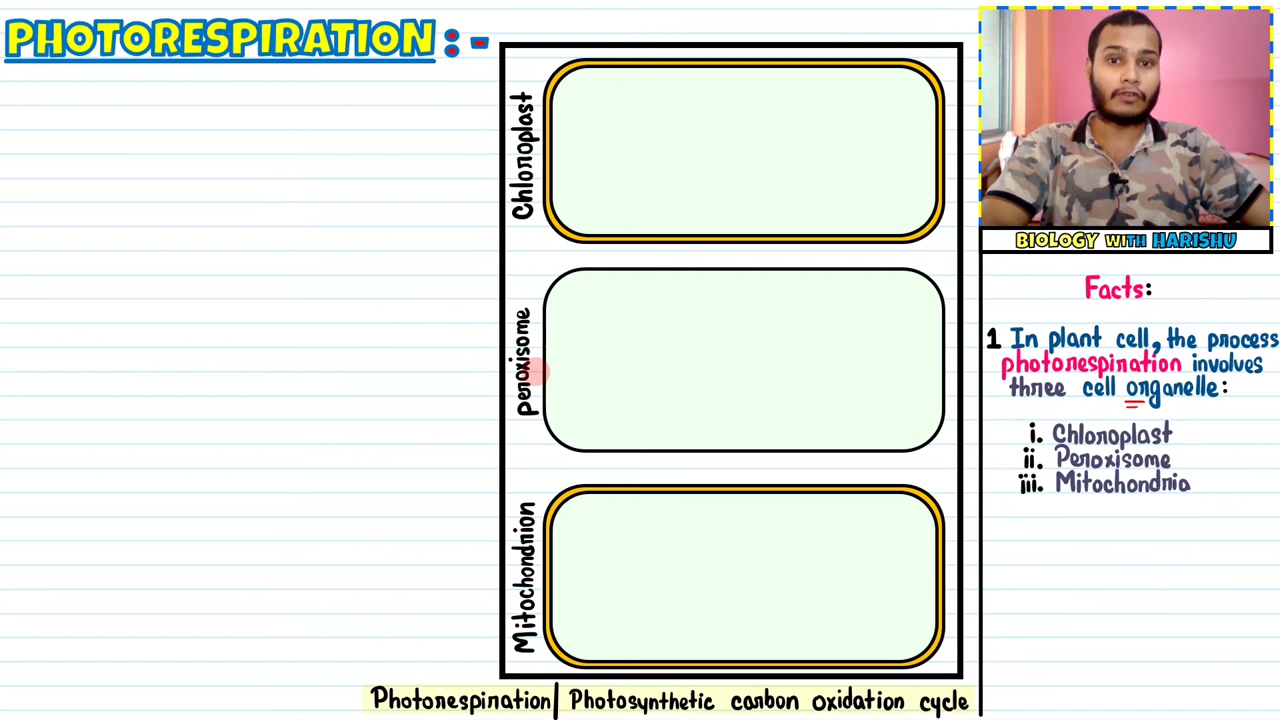 PHOTORESPIRATION:-
Chloroplast
Peroxisome
Mitochondrion
Photorespiration| Photosynthetic carbon oxidation cycle
BIOLOGY WITH HARISHU
Facts:
1 In plant cell, the process
photorespiration involves
three cell organelle:
i. Chloroplast
ii. Peroxisome
iii. Mitochondria